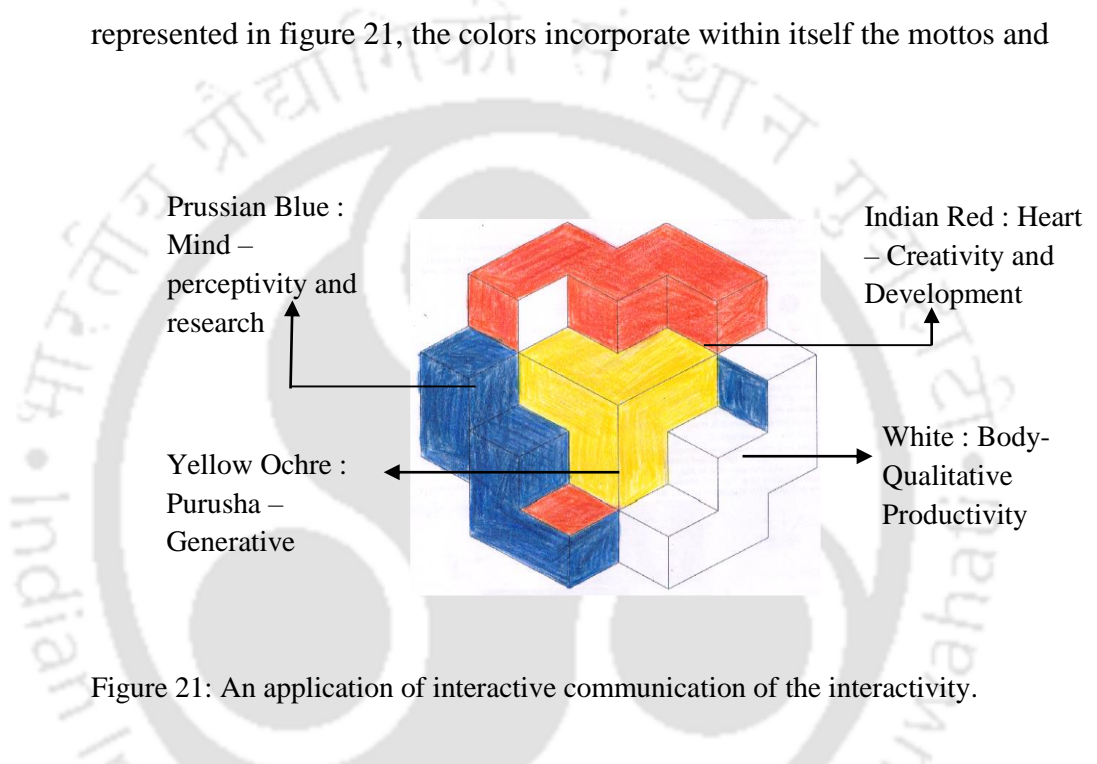 represented in figure 21, the colors incorporate within itself the mottos and
Prussian Blue :
Mind –
perceptivity and
research
Indian Red : Heart
– Creativity and
Development
Yellow Ochre :
Purusha –
Generative
White : Body-
Qualitative
Productivity
Figure 21: An application of interactive communication of the interactivity.
भारतीय प्रौद्योगिकी संस्थान गुवाहाटी
Indian